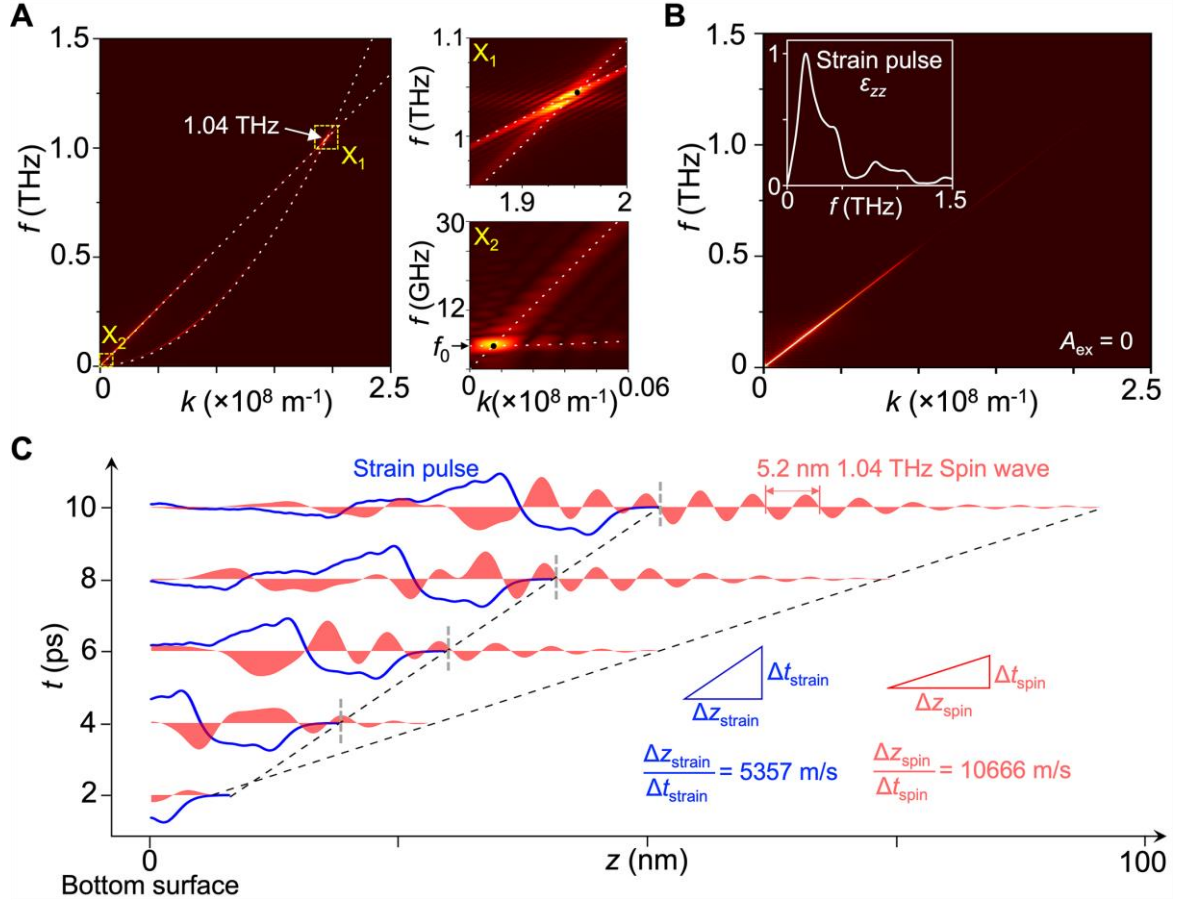 A
1.5
1.0
0.5
0
f (THz)
1.04 THz
X₁
X₂
0
2.5
k (×10⁸ m⁻¹)
X₁
1.1
1
f (THz)
1.9
2
X₂
30
12
f₀
f (GHz)
0
0.06
k(×10⁸ m⁻¹)
B
1.5
1.0
0.5
0
f (THz)
1
0
Strain pulse
εzz
0
1.5
f (THz)
Aex = 0
0
2.5
k (×10⁸ m⁻¹)
C
Strain pulse
5.2 nm 1.04 THz Spin wave
10
8
6
4
2
t (ps)
Δtstrain
Δzstrain
Δtspin
Δzspin
Δzstrain
Δtstrain
= 5357 m/s
Δzspin
Δtspin
= 10666 m/s
0
z (nm)
100
Bottom surface